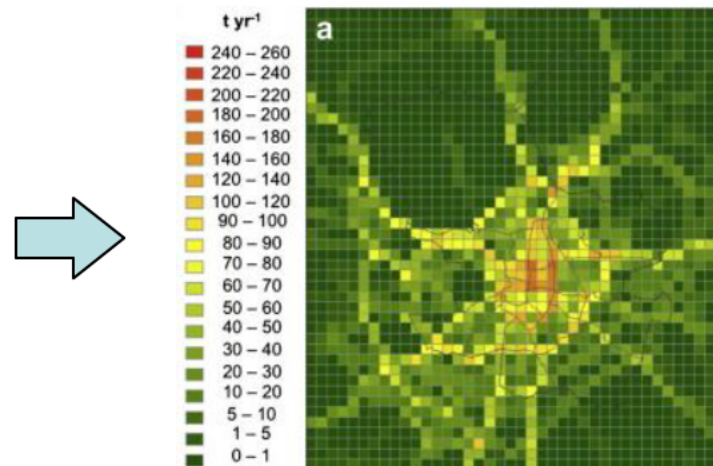 t yr⁻¹
a
240 – 260
220 – 240
200 – 220
180 – 200
160 – 180
140 – 160
120 – 140
100 – 120
90 – 100
80 – 90
70 – 80
60 – 70
50 – 60
40 – 50
30 – 40
20 – 30
10 – 20
5 – 10
1 – 5
0 – 1